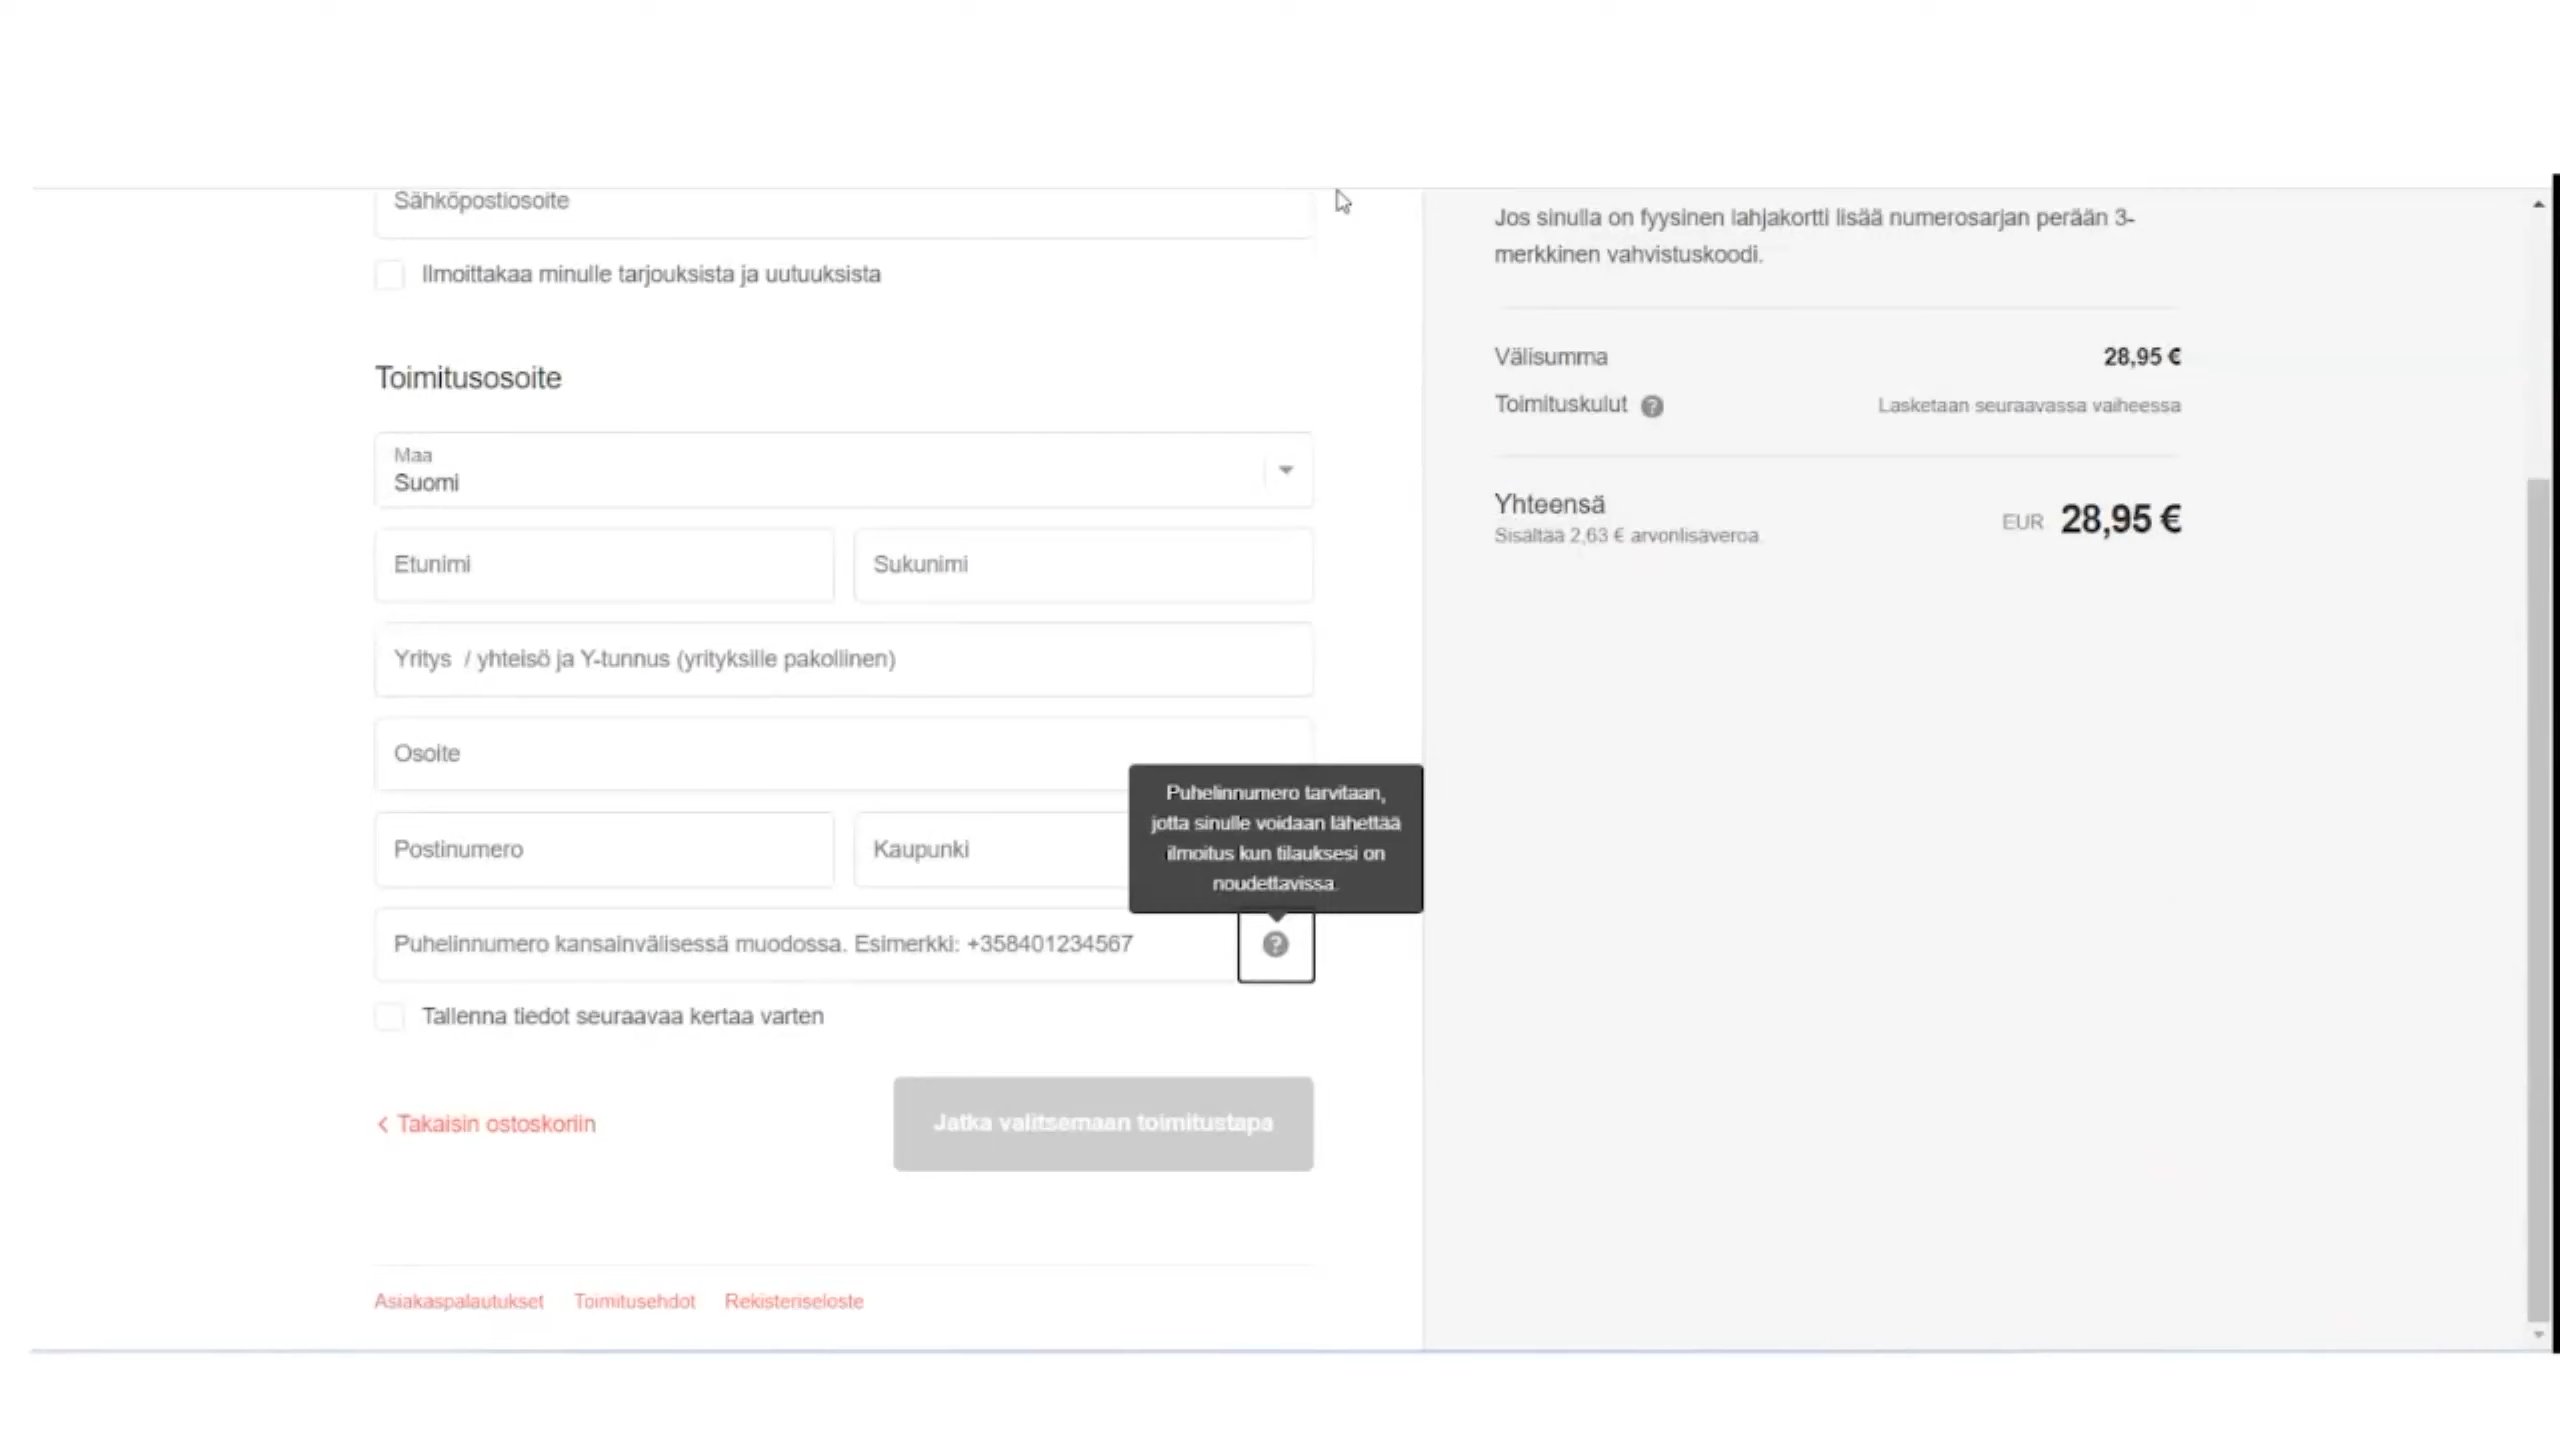 Sähköpostiosoite
Ilmoittakaa minulle tarjouksista ja uutuuksista
Toimitusosoite
Maa
Suomi
Etunimi
Sukunimi
Yritys / yhteisö ja Y-tunnus (yrityksille pakollinen)
Osoite
Postinumero
Kaupunki
Puhelinnumero tarvitaan,
jotta sinulle voidaan lähettää
ilmoitus kun tilauksesi on
noudettavissa.
Puhelinnumero kansainvälisessä muodossa. Esimerkki: +358401234567
?
Tallenna tiedot seuraavaa kertaa varten
< Takaisin ostoskoriin
Jatka valitsemaan toimitustapa
Asiakaspalautukset
Toimitusehdot
Rekisteriseloste
Jos sinulla on fyysinen lahjakortti lisää numerosarjan perään 3-
merkkinen vahvistuskoodi.
Välisumma 28,95 €
Toimituskulut ? Lasketaan seuraavassa vaiheessa
Yhteensä EUR 28,95 €
Sisältää 2,63 € arvonlisäveroa